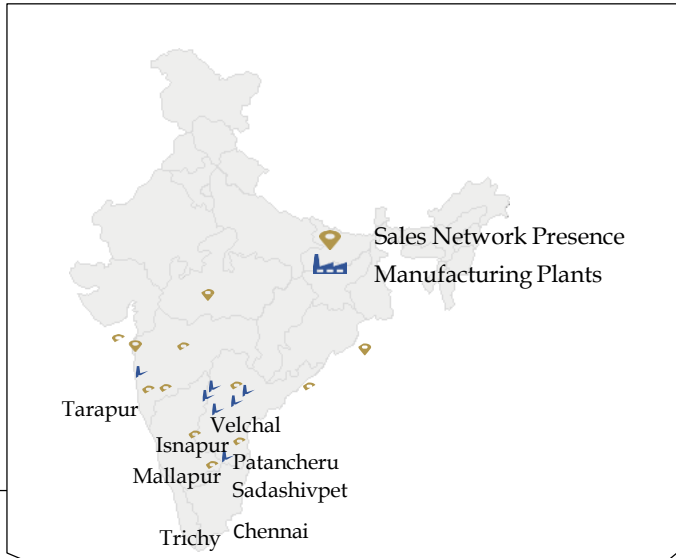 Sales Network Presence
Manufacturing Plants
Tarapur
Velchal
Isnapur
Patancheru
Mallapur
Sadashivpet
Trichy
Chennai